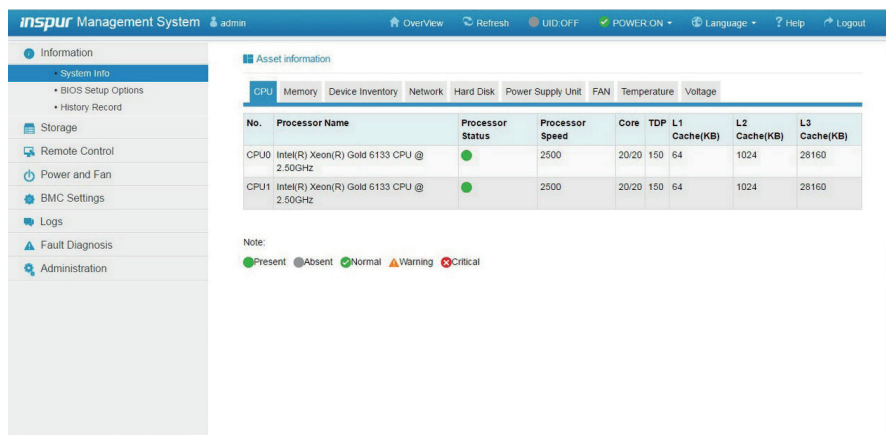 inspur Management System admin OverView Refresh UID:OFF POWER ON Language Help Logout
Information
System Info
BIOS Setup Options
History Record
Storage
Remote Control
Power and Fan
BMC Settings
Logs
Fault Diagnosis
Administration
Asset information
CPU Memory Device Inventory Network Hard Disk Power Supply Unit FAN Temperature Voltage
No. Processor Name Processor Status Processor Speed Core TDP L1 Cache(KB) L2 Cache(KB) L3 Cache(KB)
CPU0 Intel(R) Xeon(R) Gold 6133 CPU @ 2.50GHz 2500 20/20 150 64 1024 28160
CPU1 Intel(R) Xeon(R) Gold 6133 CPU @ 2.50GHz 2500 20/20 150 64 1024 28160
Note:
Present Absent Normal Warning Critical